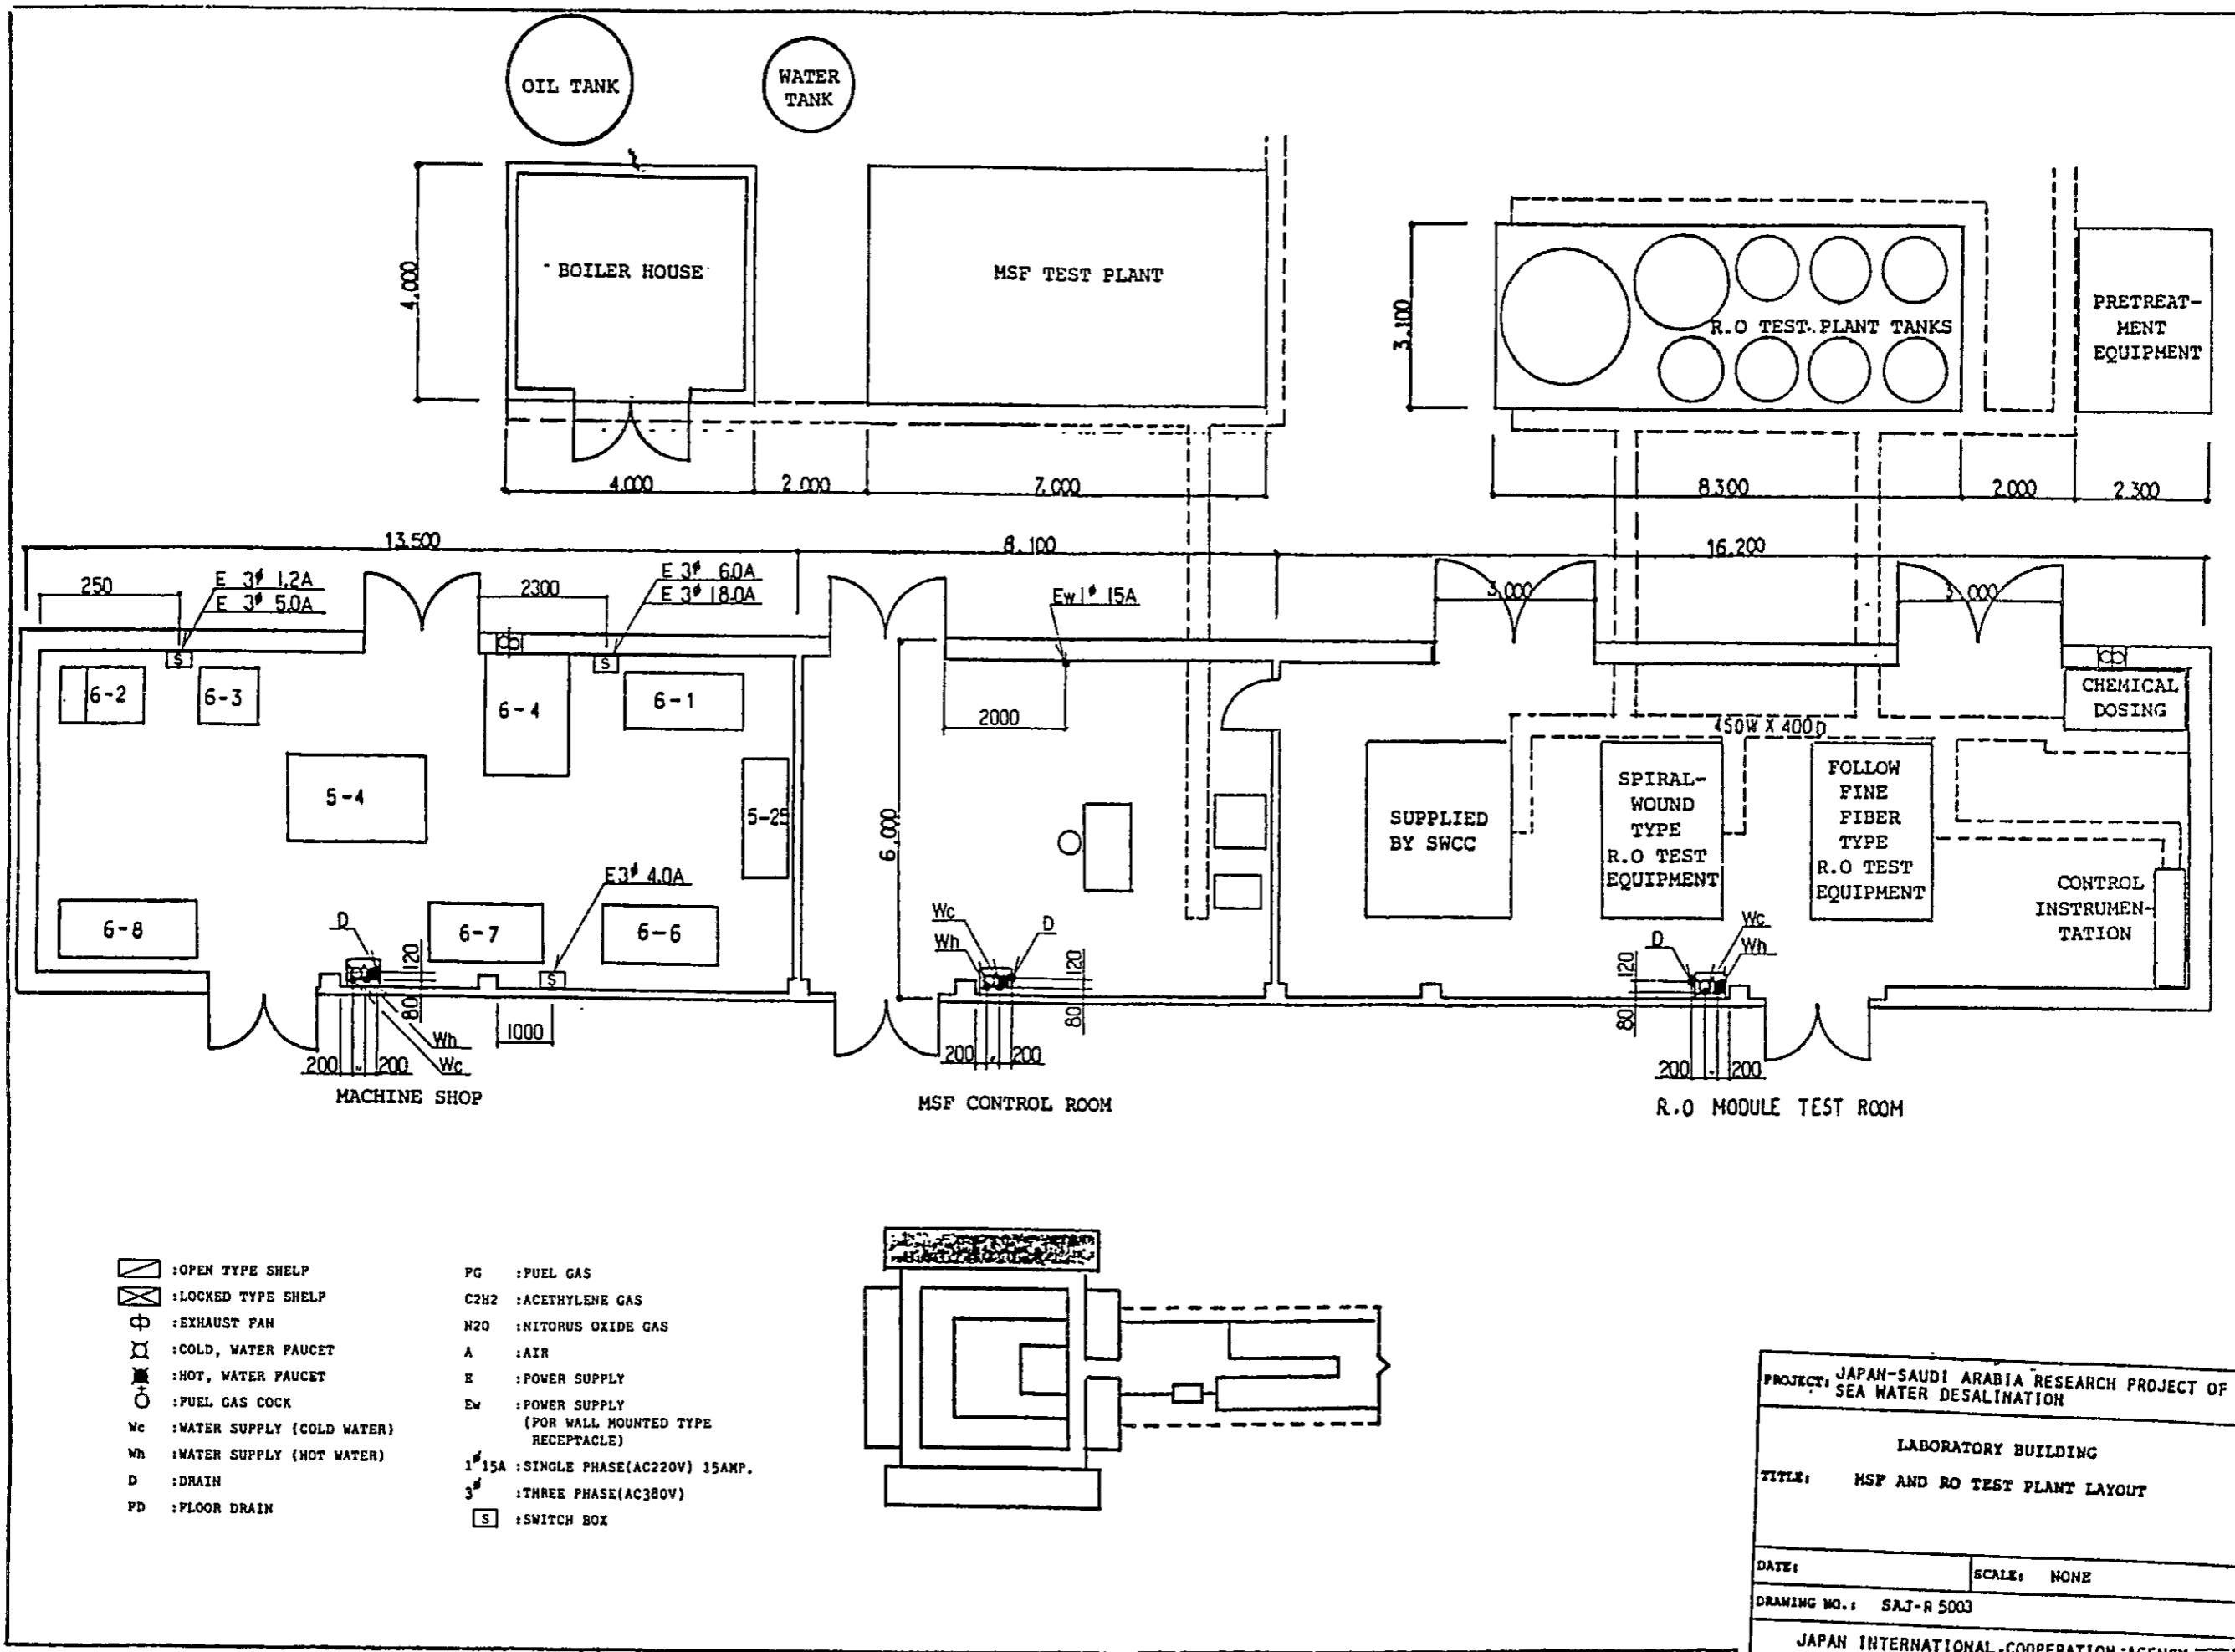 OIL TANK
WATER
TANK
BOILER HOUSE
MSF TEST PLANT
R.O TEST PLANT TANKS
PRETREAT-
MENT
EQUIPMENT
4,000
3,100
4,000
2,000
7,000
8,300
2,000
2,300
13,500
8,100
16,200
250
E 3ø 1.2A
E 3ø 5.0A
2300
E 3ø 6.0A
E 3ø 18.0A
Ew 1ø 15A
3,000
3,000
S
S
6-2
6-3
6-4
6-1
2000
CHEMICAL
DOSING
450W X 400D
5-4
5-25
6,000
SUPPLIED
BY SWCC
SPIRAL-
WOUND
TYPE
R.O TEST
EQUIPMENT
FOLLOW
FINE
FIBER
TYPE
R.O TEST
EQUIPMENT
CONTROL
INSTRUMEN-
TATION
E3ø 4.0A
6-8
6-7
6-6
D
120
80
S
Wh
Wc
1000
200
200
Wc
Wh
D
120
80
200
200
D
Wc
Wh
120
80
200
200
MACHINE SHOP
MSF CONTROL ROOM
R.O MODULE TEST ROOM
:OPEN TYPE SHELP
:LOCKED TYPE SHELP
:EXHAUST FAN
:COLD, WATER FAUCET
:HOT, WATER FAUCET
:FUEL GAS COCK
Wc :WATER SUPPLY (COLD WATER)
Wh :WATER SUPPLY (HOT WATER)
D :DRAIN
FD :FLOOR DRAIN
PG :FUEL GAS
C2H2 :ACETHYLENE GAS
N2O :NITORUS OXIDE GAS
A :AIR
E :POWER SUPPLY
Ew :POWER SUPPLY
(FOR WALL MOUNTED TYPE
RECEPTACLE)
1ø15A :SINGLE PHASE(AC220V) 15AMP.
3ø :THREE PHASE(AC380V)
S :SWITCH BOX
PROJECT: JAPAN-SAUDI ARABIA RESEARCH PROJECT OF
SEA WATER DESALINATION
LABORATORY BUILDING
TITLE: MSF AND RO TEST PLANT LAYOUT
DATE:
SCALE: NONE
DRAWING NO.: SAJ-R 5003
JAPAN INTERNATIONAL COOPERATION AGENCY